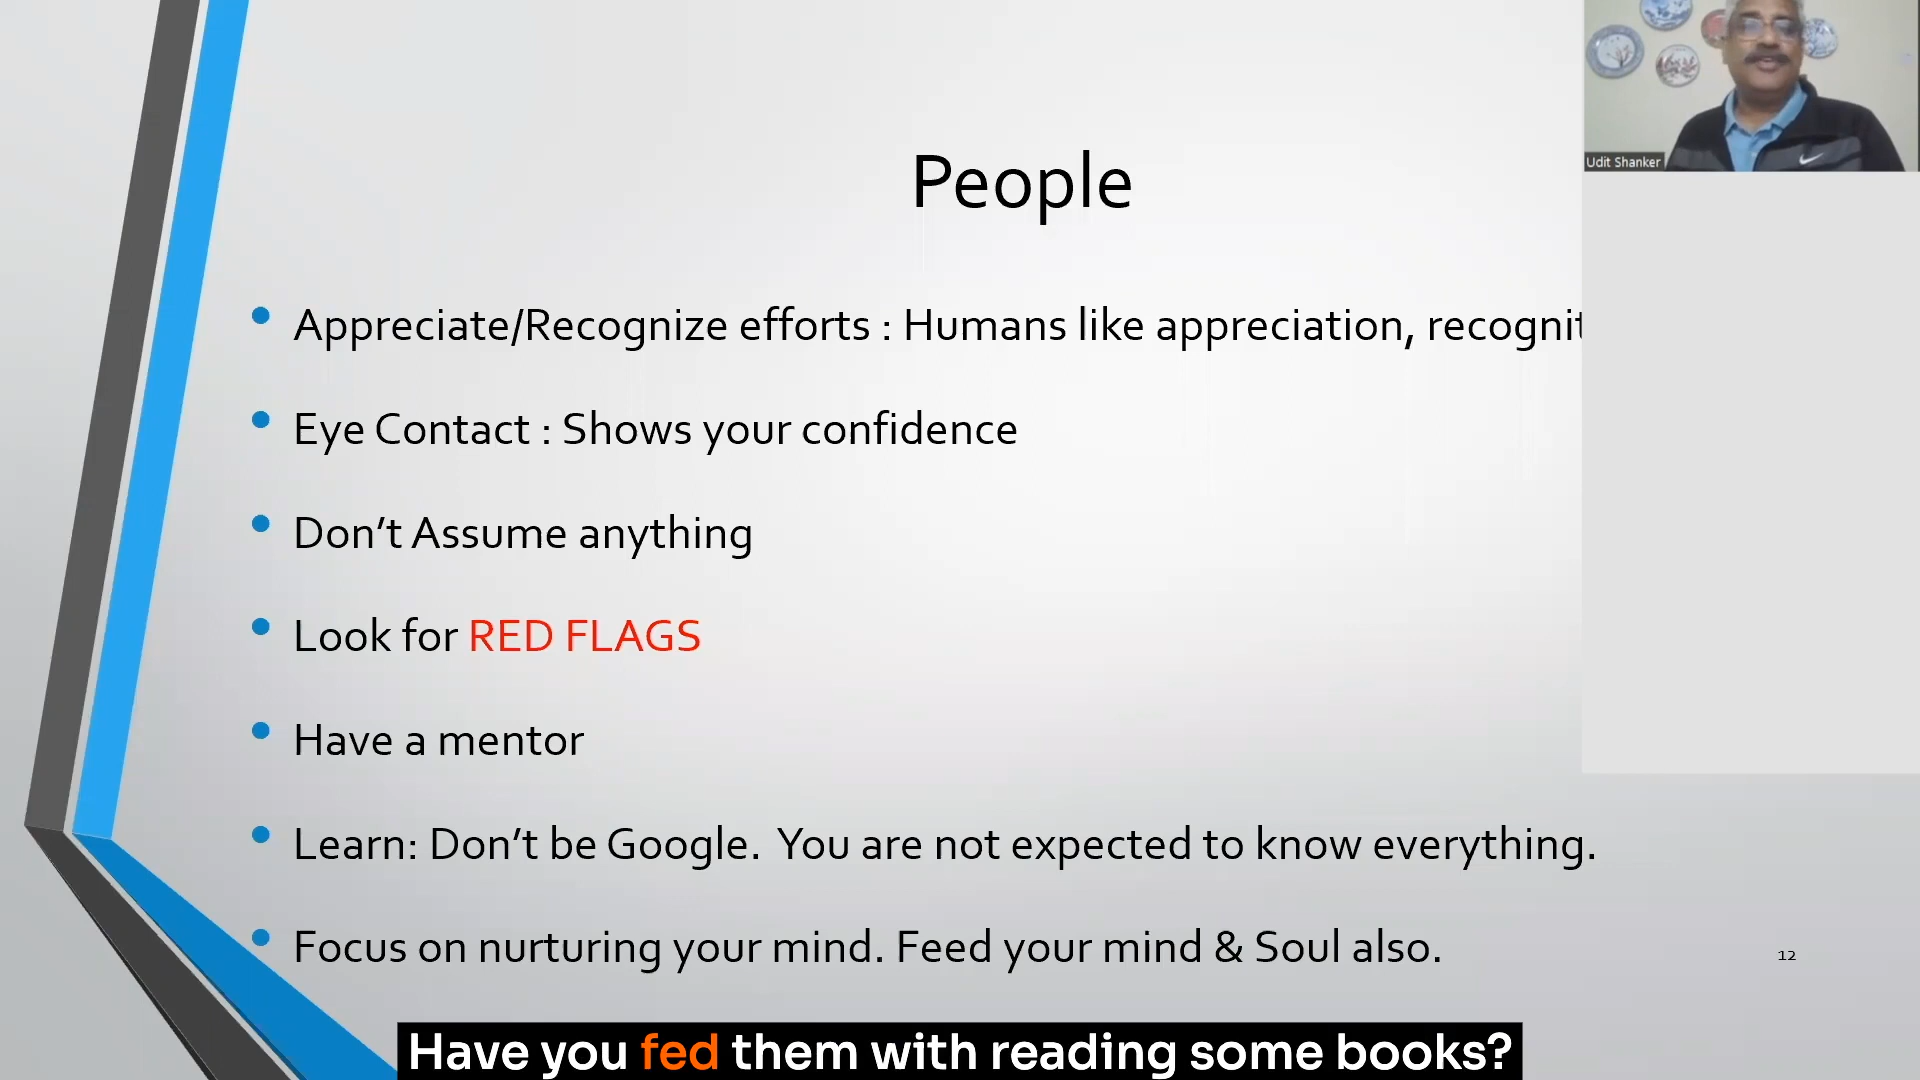 Udit Shanker
People
Appreciate/Recognize efforts : Humans like appreciation,
Eye Contact : Shows your confidence
Don’t Assume anything
Look for RED FLAGS
Have a mentor
Learn: Don’t be Google. You are not expected to know everything.
Focus on nurturing your mind. Feed your mind & Soul also.
12
Have you fed them with reading some books?